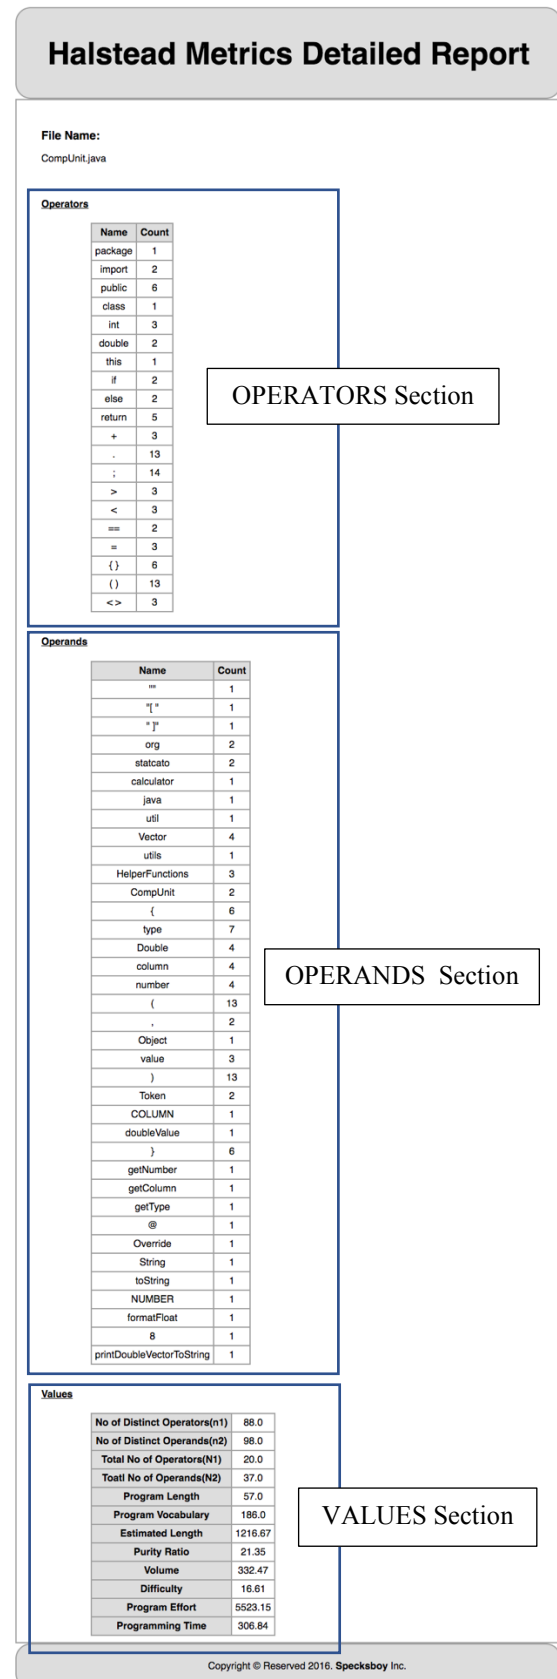 Halstead Metrics Detailed Report
File Name:
CompUnit.java
Operators
Name Count
package 1
import 2
public 6
class 1
int 3
double 2
this 1
if 2
else 2
return 5
+ 3
. 13
; 14
> 3
< 3
== 2
= 3
{ } 6
( ) 13
< > 3
OPERATORS Section
Operands
Name Count
"" 1
"[ " 1
" ]" 1
org 2
statcato 2
calculator 1
java 1
util 1
Vector 4
utils 1
HelperFunctions 3
CompUnit 2
{ 6
type 7
Double 4
column 4
number 4
( 13
, 2
Object 1
value 3
) 13
Token 2
COLUMN 1
doubleValue 1
} 6
getNumber 1
getColumn 1
getType 1
@ 1
Override 1
String 1
toString 1
NUMBER 1
formatFloat 1
8 1
printDoubleVectorToString 1
OPERANDS Section
Values
No of Distinct Operators(n1) 88.0
No of Distinct Operands(n2) 98.0
Total No of Operators(N1) 20.0
Toatl No of Operands(N2) 37.0
Program Length 57.0
Program Vocabulary 186.0
Estimated Length 1216.67
Purity Ratio 21.35
Volume 332.47
Difficulty 16.61
Program Effort 5523.15
Programming Time 306.84
VALUES Section
Copyright © Reserved 2016. Specksboy Inc.